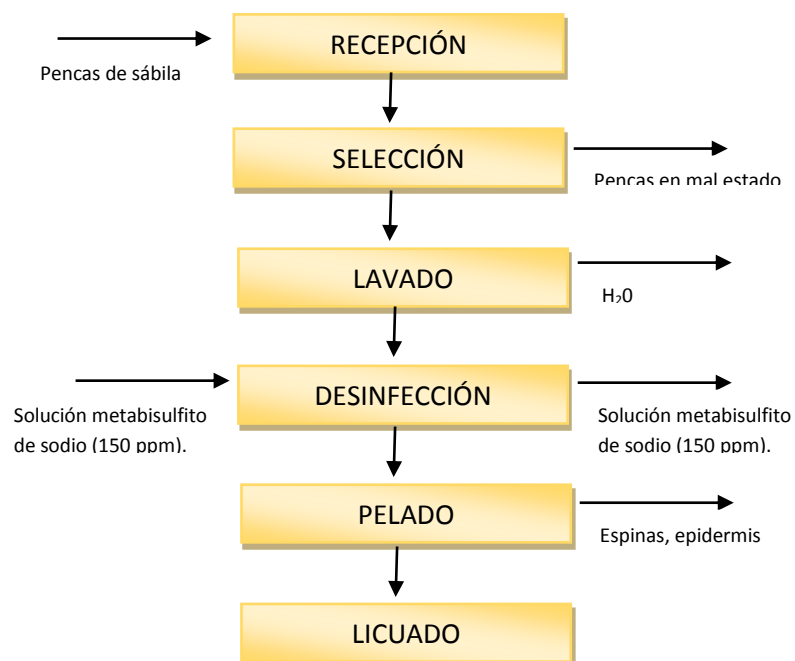 RECEPCIÓN
Pencas de sábila
SELECCIÓN
Pencas en mal estado
LAVADO
H₂0
DESINFECCIÓN
Solución metabisulfito
de sodio (150 ppm).
Solución metabisulfito
de sodio (150 ppm).
PELADO
Espinas, epidermis
LICUADO